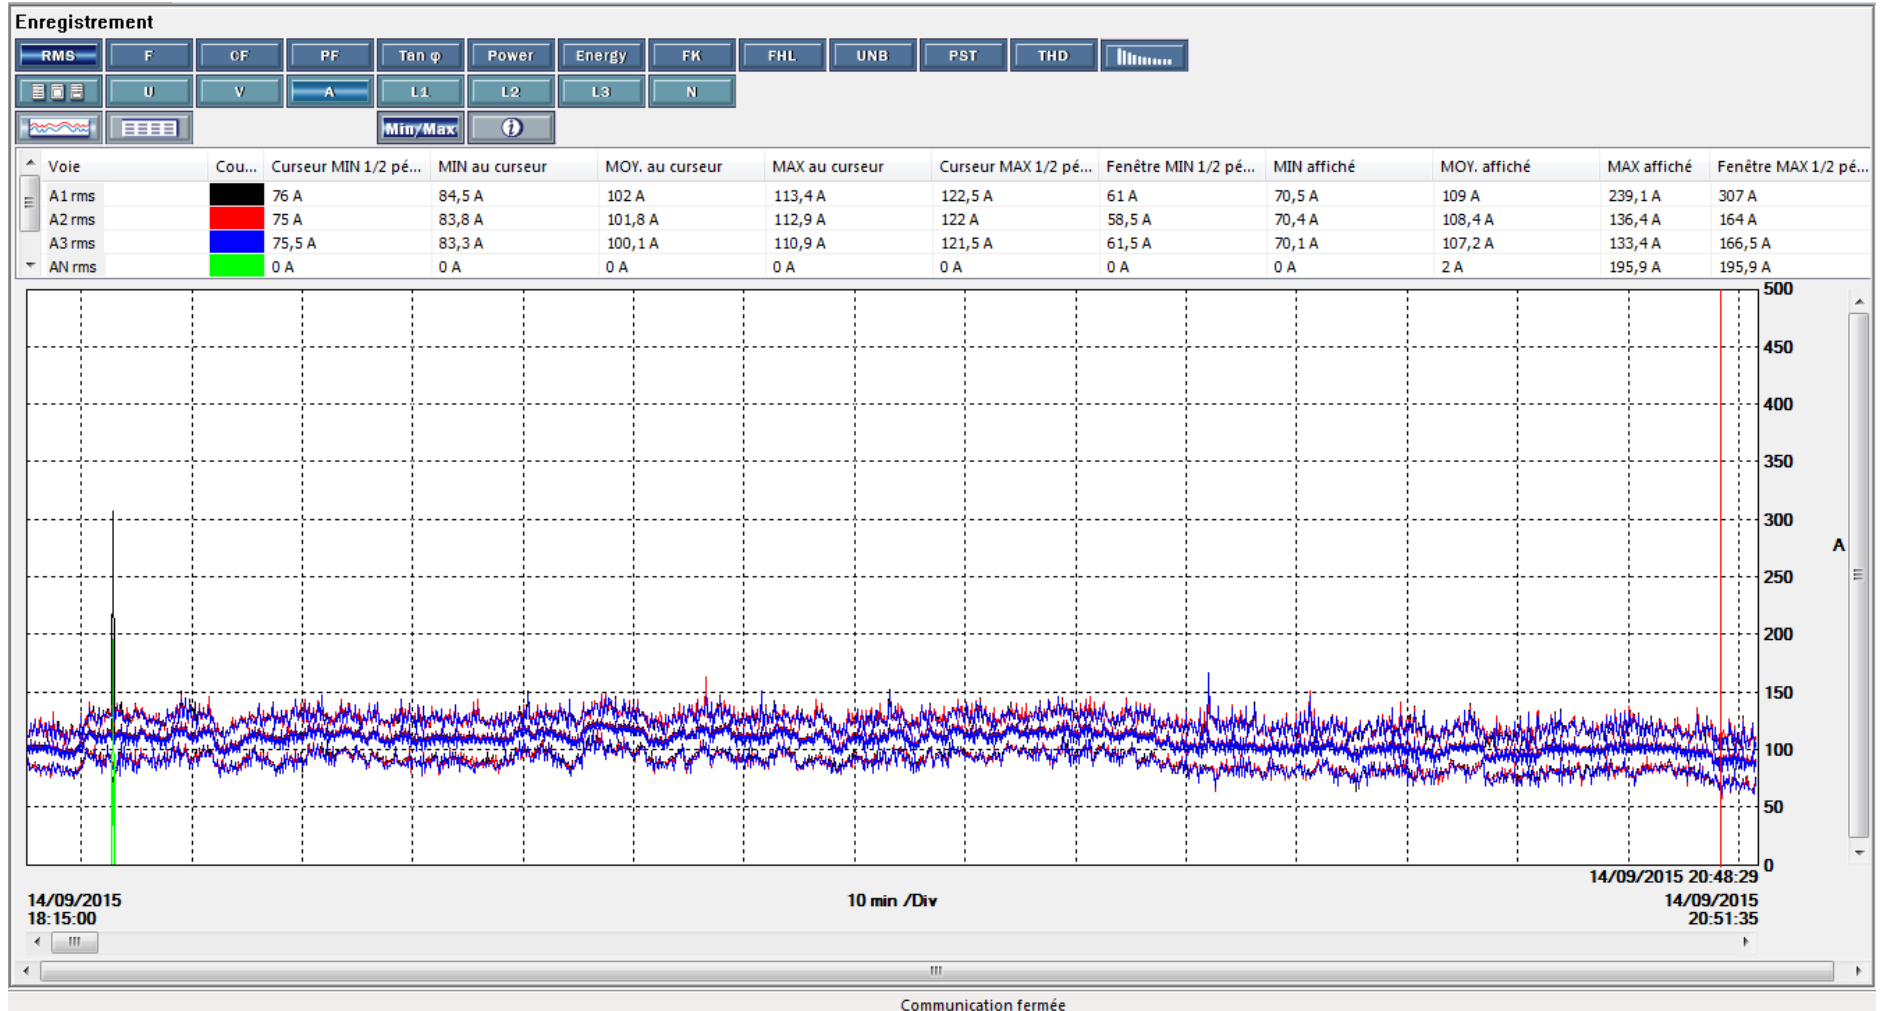 Enregistrement
RMS F CF PF Tan φ Power Energy FK FHL UNB PST THD
U V A L1 L2 L3 N
Min/Max
Voie Cou... Curseur MIN 1/2 pé... MIN au curseur MOY. au curseur MAX au curseur Curseur MAX 1/2 pé... Fenêtre MIN 1/2 pé... MIN affiché MOY. affiché MAX affiché Fenêtre MAX 1/2 pé...
A1 rms 76 A 84,5 A 102 A 113,4 A 122,5 A 61 A 70,5 A 109 A 239,1 A 307 A
A2 rms 75 A 83,8 A 101,8 A 112,9 A 122 A 58,5 A 70,4 A 108,4 A 136,4 A 164 A
A3 rms 75,5 A 83,3 A 100,1 A 110,9 A 121,5 A 61,5 A 70,1 A 107,2 A 133,4 A 166,5 A
AN rms 0 A 0 A 0 A 0 A 0 A 0 A 0 A 2 A 195,9 A 195,9 A
500
450
400
350
300
A
250
200
150
100
50
0
14/09/2015 20:48:29
14/09/2015 10 min /Div 14/09/2015
18:15:00 20:51:35
Communication fermée